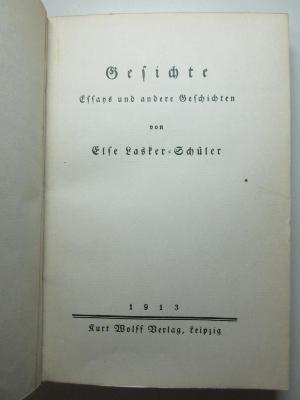 Gesichte
Essays und andere Geschichten
von
Else Lasker-Schüler
1913
Kurt Wolff Verlag, Leipzig